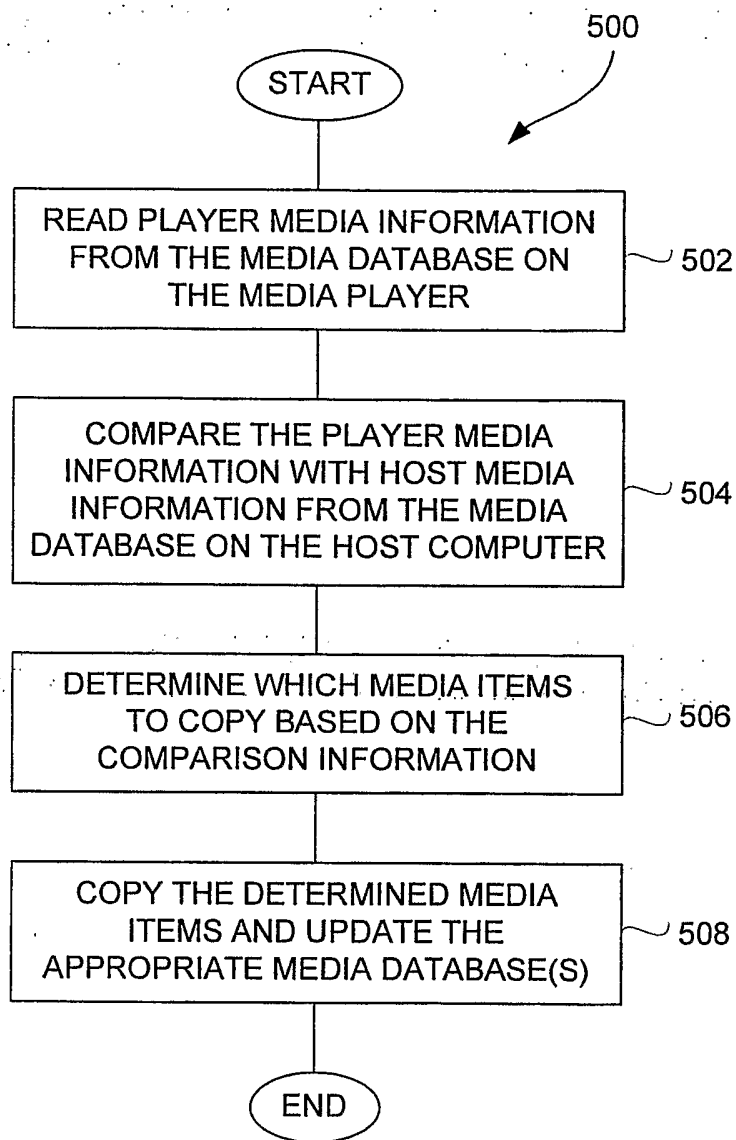 500
START
READ PLAYER MEDIA INFORMATION
FROM THE MEDIA DATABASE ON
THE MEDIA PLAYER
502
COMPARE THE PLAYER MEDIA
INFORMATION WITH HOST MEDIA
INFORMATION FROM THE MEDIA
DATABASE ON THE HOST COMPUTER
504
DETERMINE WHICH MEDIA ITEMS
TO COPY BASED ON THE
COMPARISON INFORMATION
506
COPY THE DETERMINED MEDIA
ITEMS AND UPDATE THE
APPROPRIATE MEDIA DATABASE(S)
508
END